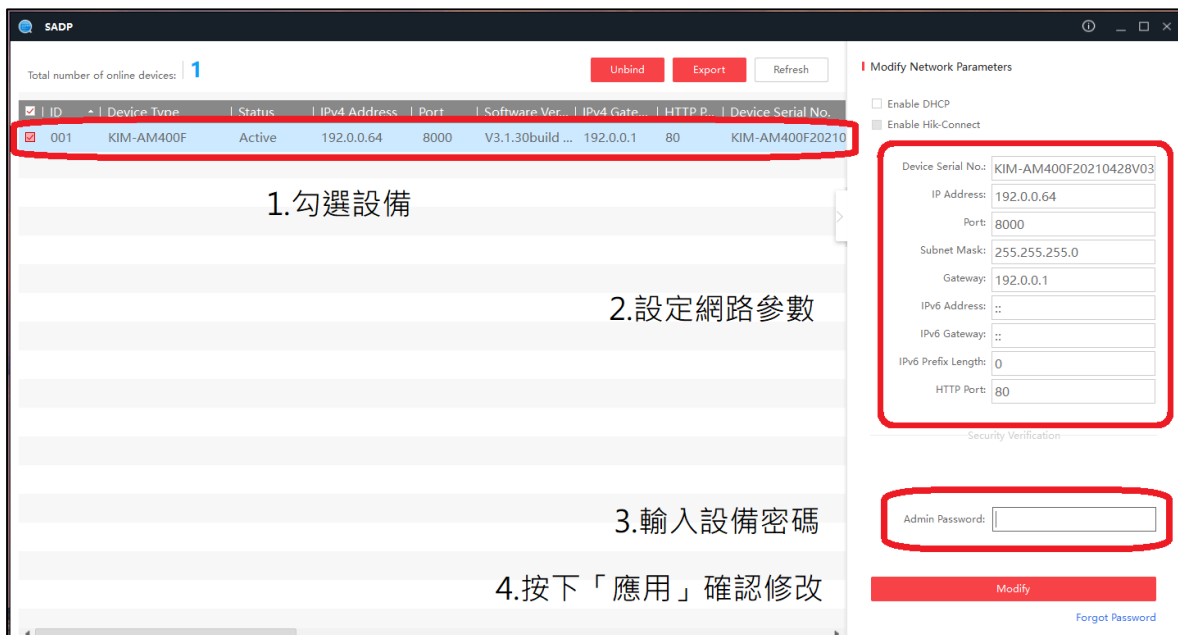 SADP
Total number of online devices: 1
Unbind
Export
Refresh
ID Device Type Status IPv4 Address Port Software Ver... IPv4 Gate... HTTP P... Device Serial No.
001 KIM-AM400F Active 192.0.0.64 8000 V3.1.30build ... 192.0.0.1 80 KIM-AM400F20210
1.勾選設備
2.設定網路參數
3.輸入設備密碼
4.按下「應用」確認修改
Modify Network Parameters
Enable DHCP
Enable Hik-Connect
Device Serial No.: KIM-AM400F20210428V03
IP Address: 192.0.0.64
Port: 8000
Subnet Mask: 255.255.255.0
Gateway: 192.0.0.1
IPv6 Address: ::
IPv6 Gateway: ::
IPv6 Prefix Length: 0
HTTP Port: 80
Security Verification
Admin Password:
Modify
Forgot Password